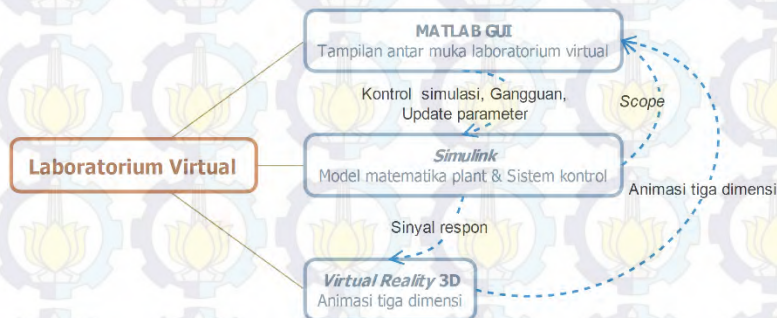 MATLAB GUI
Tampilan antar muka laboratorium virtual
Kontrol simulasi, Gangguan,
Update parameter
Scope
Laboratorium Virtual
Simulink
Model matematika plant & Sistem kontrol
Animasi tiga dimensi
Sinyal respon
Virtual Reality 3D
Animasi tiga dimensi